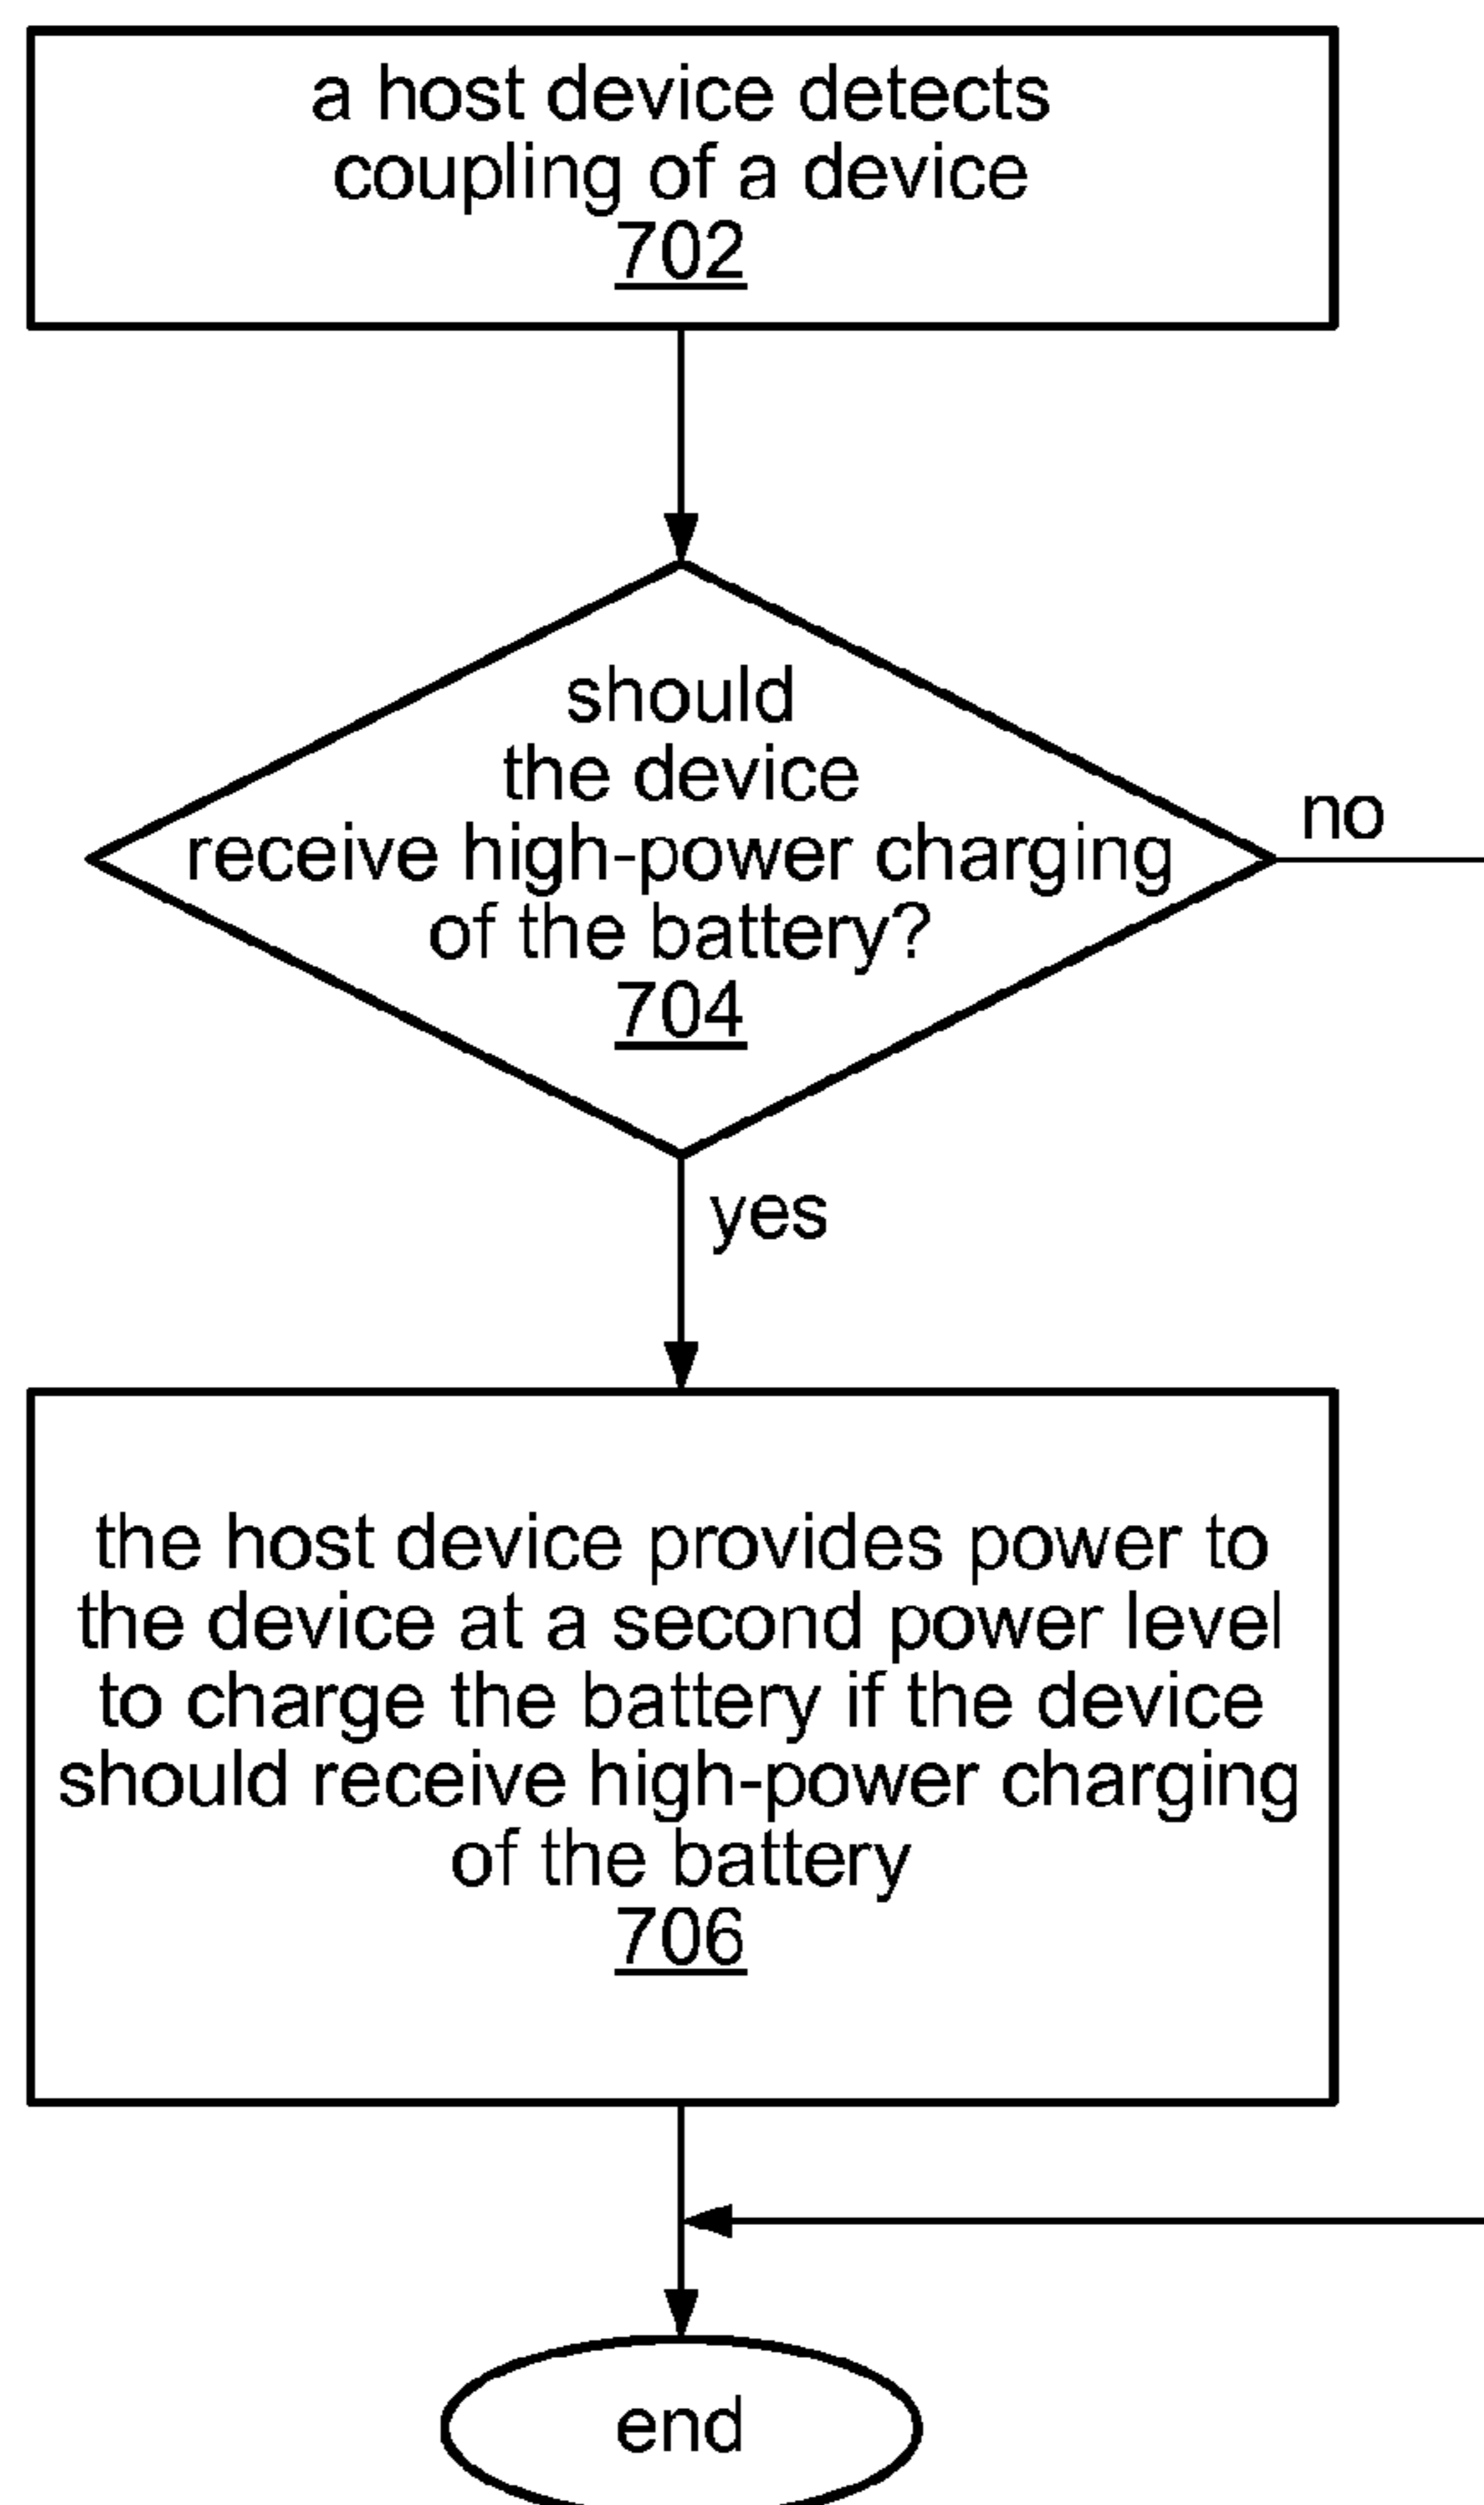 a host device detects
coupling of a device
702
should
the device
receive high-power charging
of the battery?
704
no
yes
the host device provides power to
the device at a second power level
to charge the battery if the device
should receive high-power charging
of the battery
706
end